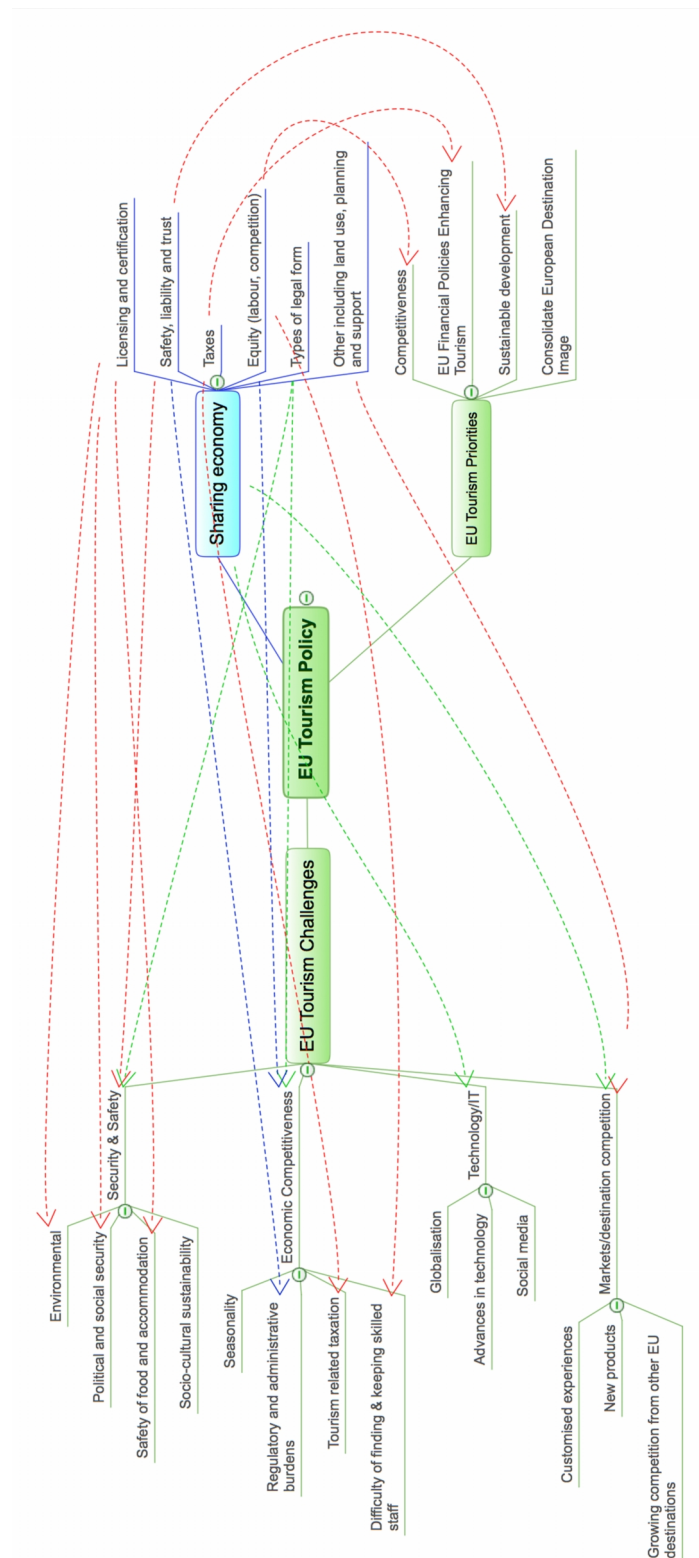 Environmental
Political and social security
Safety of food and accommodation
Socio-cultural sustainability
Security & Safety
Seasonality
Regulatory and administrative
burdens
Tourism related taxation
Difficulty of finding & keeping skilled
staff
Economic Competitiveness
Globalisation
Advances in technology
Social media
Technology/IT
Customised experiences
New products
Growing competition from other EU
destinations
Markets/destination competition
EU Tourism Challenges
EU Tourism Policy
Sharing economy
Licensing and certification
Safety, liability and trust
Taxes
Equity (labour, competition)
Types of legal form
Other including land use, planning
and support
EU Tourism Priorities
Competitiveness
EU Financial Policies Enhancing
Tourism
Sustainable development
Consolidate European Destination
Image